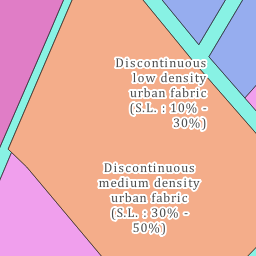 Discontinuous
low density
urban fabric
(S.L. : 10% -
30%)
Discontinuous
medium density
urban fabric
(S.L. : 30% -
50%)